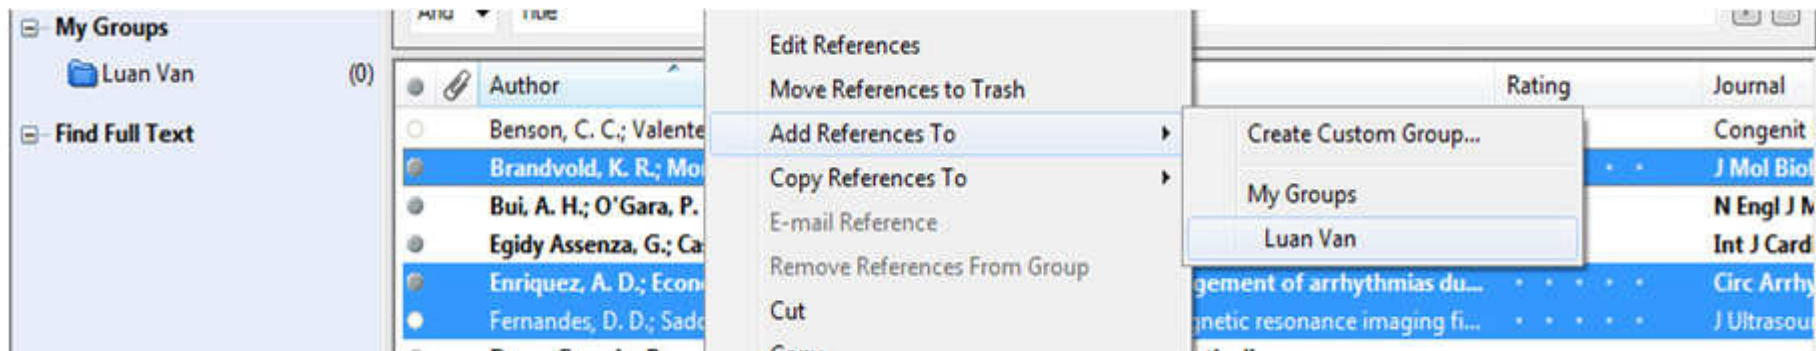 My Groups
Luan Van (0)
Find Full Text
And Title
Author Rating Journal
Benson, C. C.; Valente Congenit
Brandvold, K. R.; J Mol Biol
Bui, A. H.; O'Gara, P. N Engl J M
Egidy Assenza, G.; Ca Int J Card
Enriquez, A. D.; Econ gement of arrhythmias du... Circ Arrhy
Fernandes, D. D.; Sado gnetic resonance imaging fi... J Ultrasou
Edit References
Move References to Trash
Add References To
Copy References To
E-mail Reference
Remove References From Group
Cut
Create Custom Group...
My Groups
Luan Van